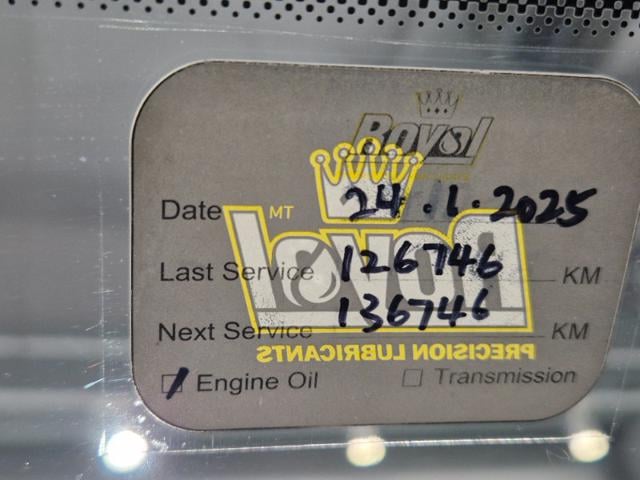 Royal
Date 24.1.2025
TM
Royal
Last Service 126746 KM
Next Service 136746 KM
PRECISION LUBRICANTS
Engine Oil Transmission